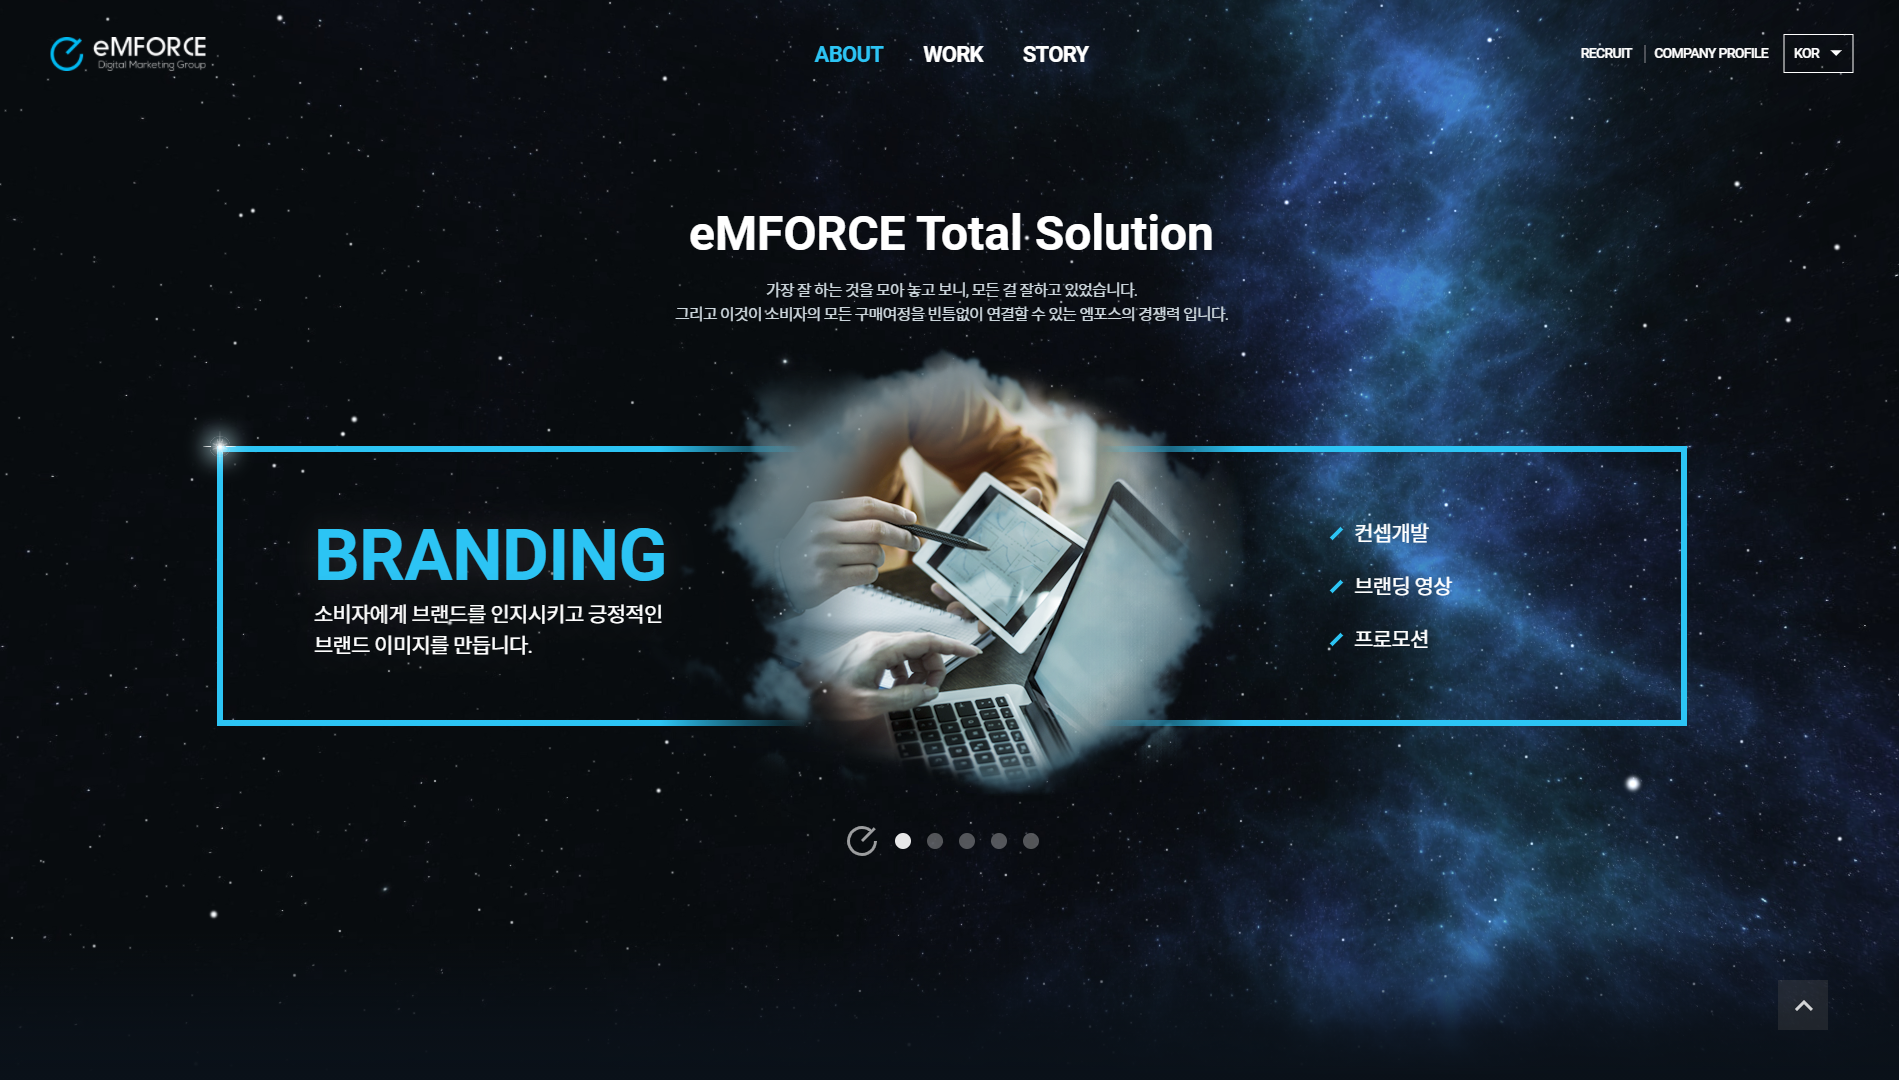 eMFORCE
Digital Marketing Group
ABOUT
WORK
STORY
RECRUIT
COMPANY PROFILE
KOR
eMFORCE Total Solution
가장 잘 하는 것을 모아 놓고 보니, 모든 걸 잘하고 있었습니다.
그리고 이것이 소비자의 모든 구매여정을 빈틈없이 연결할 수 있는 엠포스의 경쟁력 입니다.
BRANDING
소비자에게 브랜드를 인지시키고 긍정적인
브랜드 이미지를 만듭니다.
컨셉개발
브랜딩 영상
프로모션